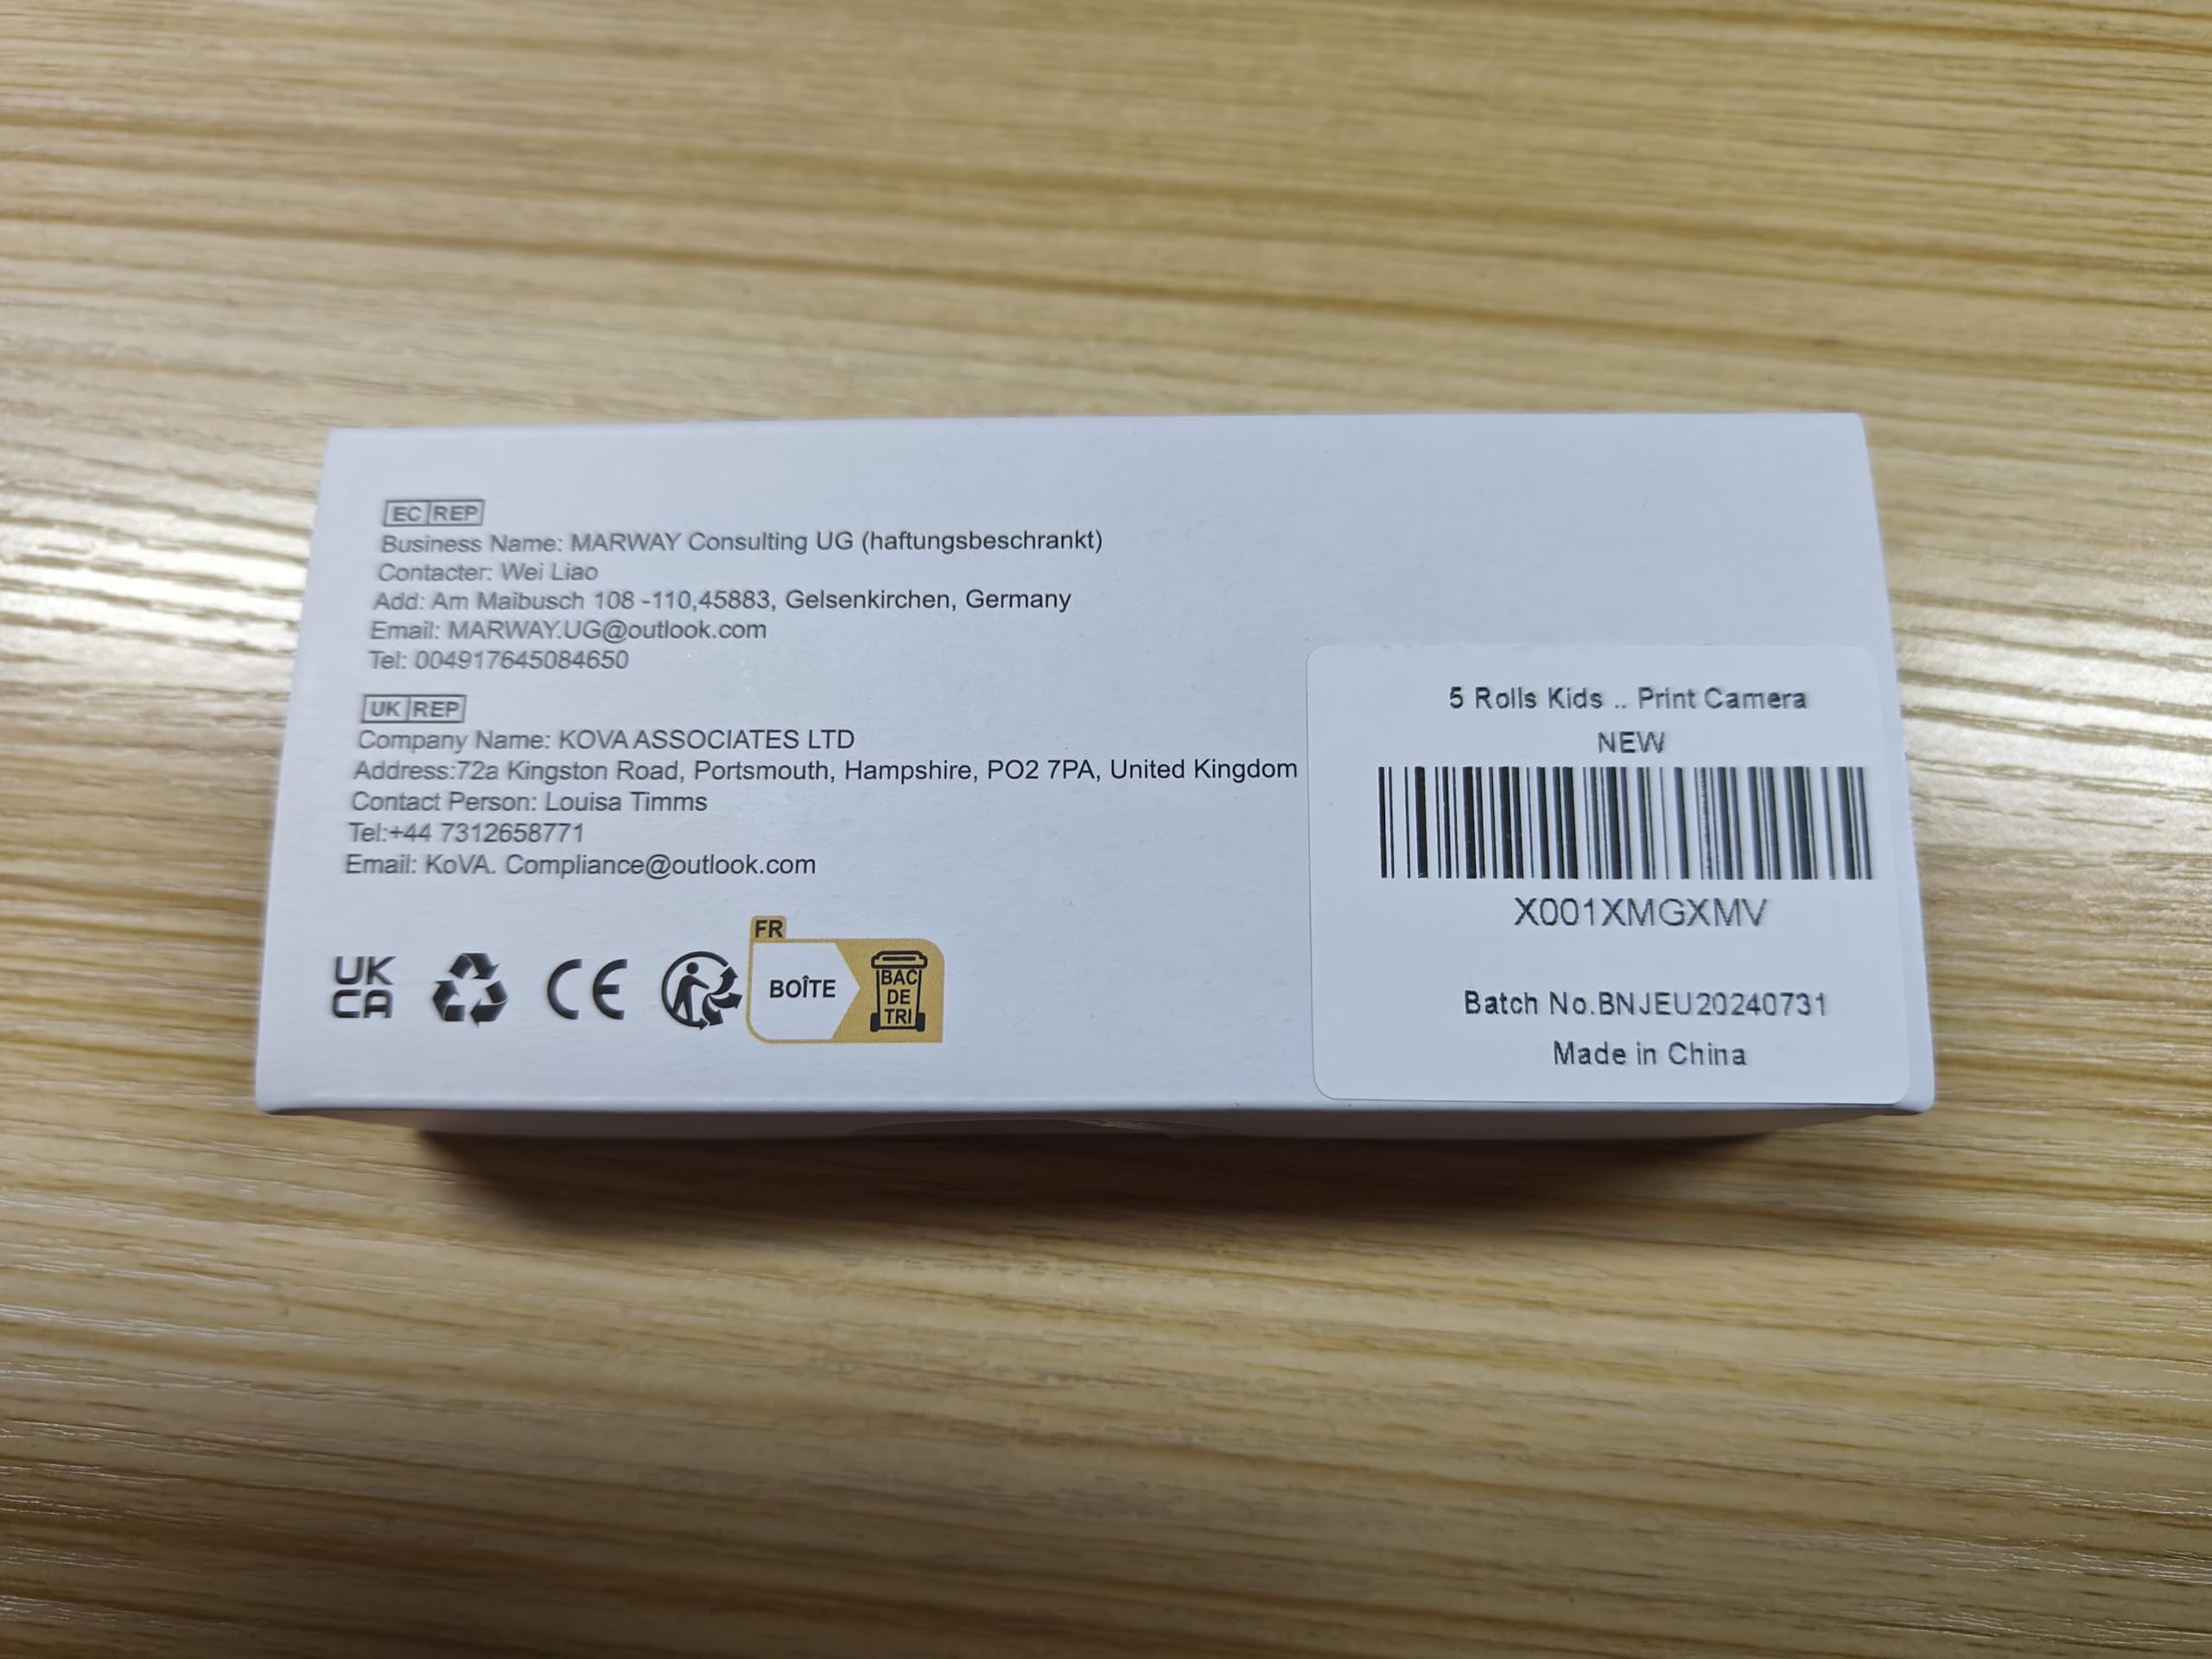 EC REP
Business Name: MARWAY Consulting UG (haftungsbeschrankt)
Contacter: Wei Liao
Add: Am Maibusch 108 -110,45883, Gelsenkirchen, Germany
Email: MARWAY.UG@outlook.com
Tel: 004917645084650
UK REP
Company Name: KOVA ASSOCIATES LTD
Address:72a Kingston Road, Portsmouth, Hampshire, PO2 7PA, United Kingdom
Contact Person: Louisa Timms
Tel:+44 7312658771
Email: KoVA. Compliance@outlook.com
UK
CA
CE
FR
BOÎTE
BAC
DE
TRI
5 Rolls Kids .. Print Camera
NEW
X001XMGXMV
Batch No.BNJEU20240731
Made in China